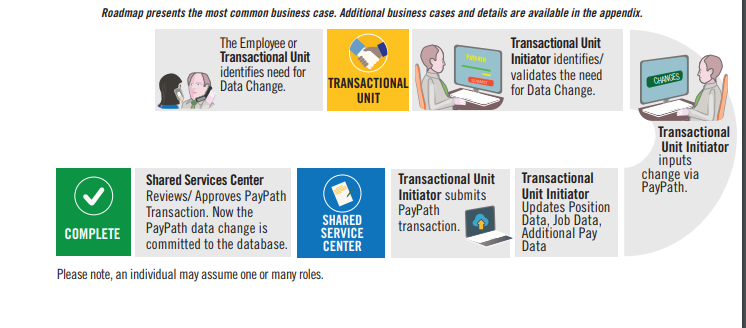 Roadmap presents the most common business case. Additional business cases and details are available in the appendix.
The Employee or
Transactional Unit
identifies need for
Data Change.
TRANSACTIONAL
UNIT
Transactional Unit
Initiator identifies/
validates the need
for Data Change.
CHANGES
Transactional
Unit Initiator
inputs
change via
PayPath.
Transactional
Unit Initiator
Updates Position
Data, Job Data,
Additional Pay
Data
Transactional Unit
Initiator submits
PayPath
transaction.
SHARED
SERVICE
CENTER
Shared Services Center
Reviews/ Approves PayPath
Transaction. Now the
PayPath data change is
committed to the database.
COMPLETE
Please note, an individual may assume one or many roles.